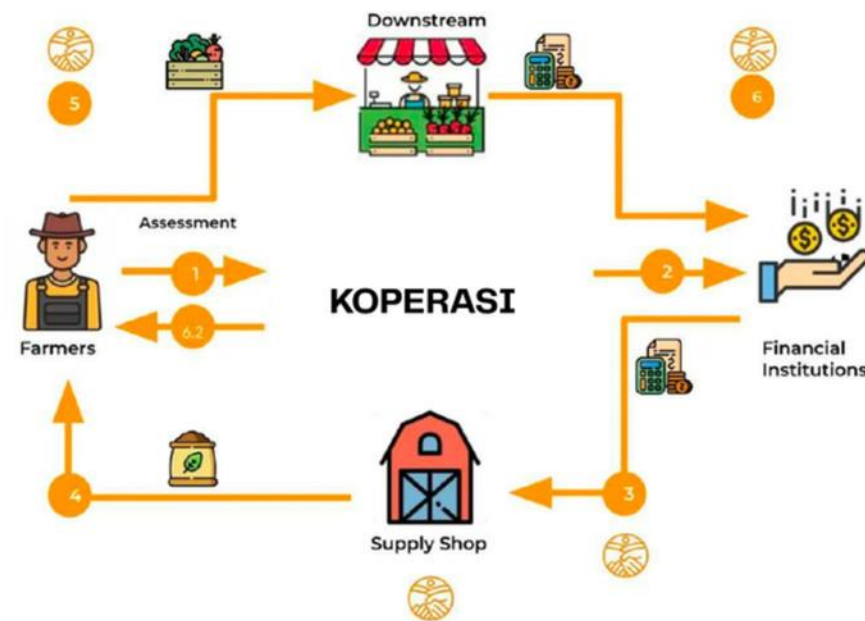 Downstream
5
6
Assessment
1
2
KOPERASI
6.2
Farmers
Financial
Institutions
4
3
Supply Shop